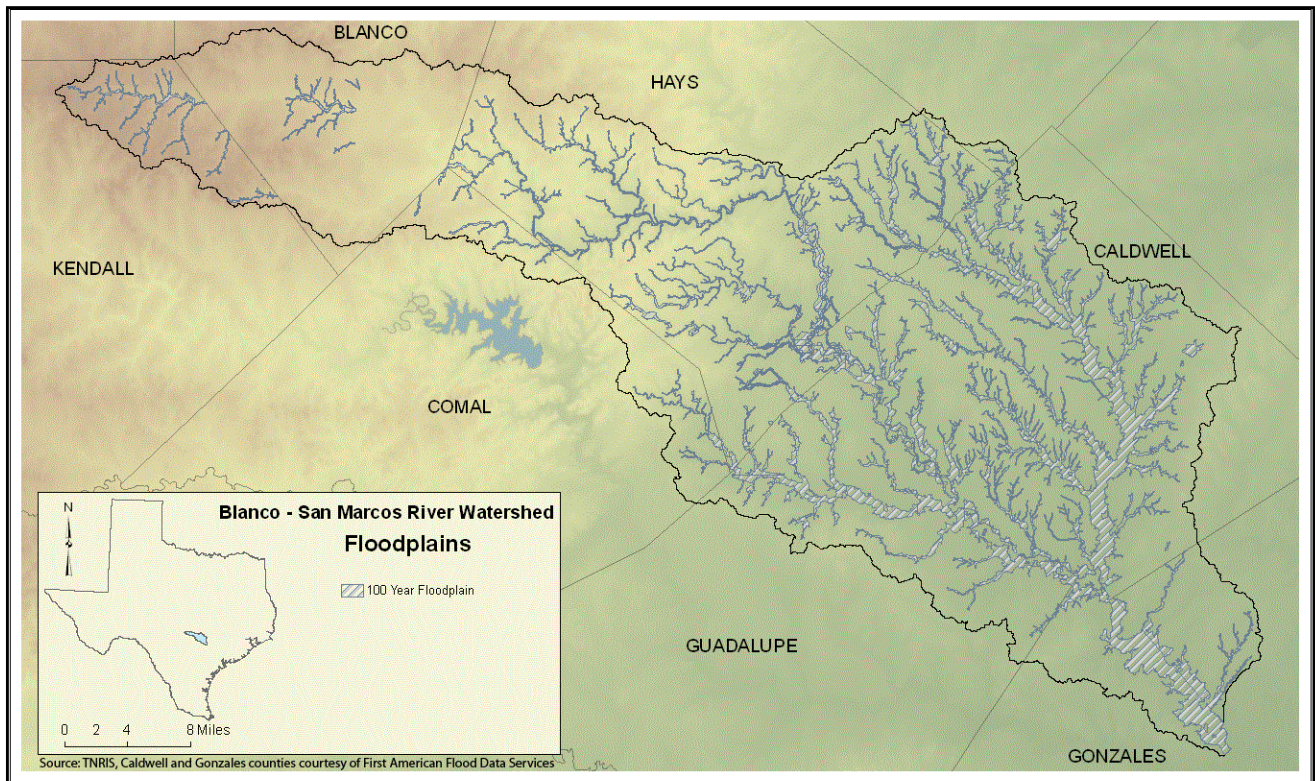 BLANCO
HAYS
CALDWELL
KENDALL
COMAL
GUADALUPE
GONZALES
N
Blanco - San Marcos River Watershed
Floodplains
100 Year Floodplain
0 2 4 8 Miles
Source: TNRIS, Caldwell and Gonzales counties courtesy of First American Flood Data Services